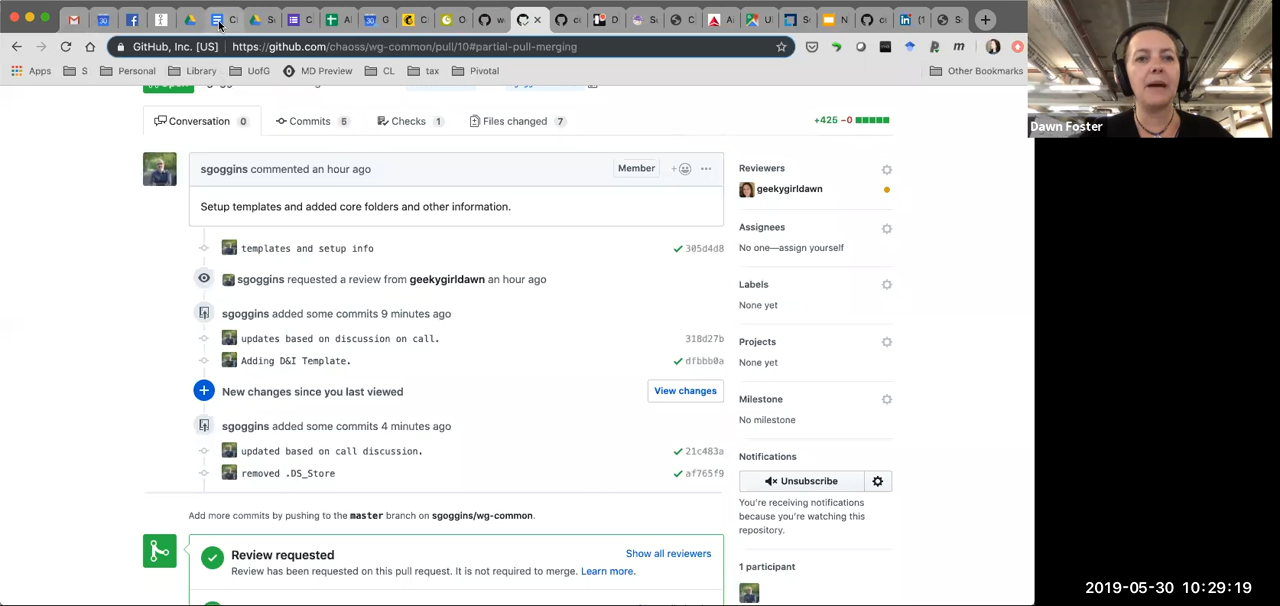 GitHub, Inc. [US] https://github.com/chaoss/wg-common/pull/10#partial-pull-merging
Apps S Personal Library UofG MD Preview CL tax Pivotal Other Bookmarks
Conversation 0 Commits 5 Checks 1 Files changed 7 +425 −0
sgoggins commented an hour ago Member
Setup templates and added core folders and other information.
templates and setup info 305d4d8
sgoggins requested a review from geekygirldawn an hour ago
sgoggins added some commits 9 minutes ago
updates based on discussion on call. 318d27b
Adding D&I Template. dfbbb0a
New changes since you last viewed View changes
sgoggins added some commits 4 minutes ago
updated based on call discussion. 21c483a
removed .DS_Store af765f9
Add more commits by pushing to the master branch on sgoggins/wg-common.
Review requested Show all reviewers
Review has been requested on this pull request. It is not required to merge. Learn more.
Reviewers
geekygirldawn
Assignees
No one—assign yourself
Labels
None yet
Projects
None yet
Milestone
No milestone
Notifications
Unsubscribe
You're receiving notifications
because you're watching this
repository.
1 participant
Dawn Foster
2019-05-30 10:29:19